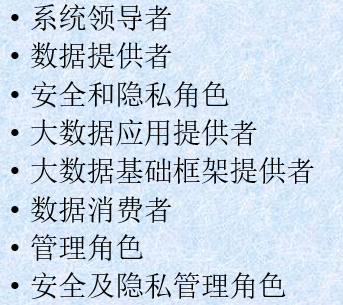 • 系统领导者
• 数据提供者
• 安全和隐私角色
• 大数据应用提供者
• 大数据基础框架提供者
• 数据消费者
• 管理角色
• 安全及隐私管理角色